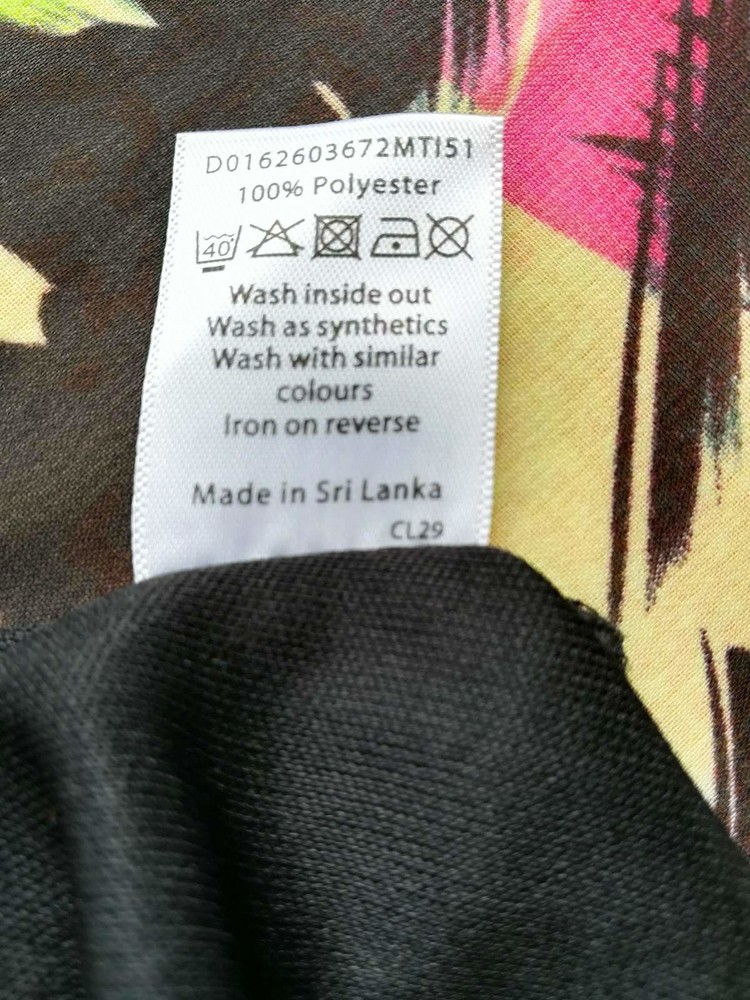 D0162603672MTI51
100% Polyester
40°
Wash inside out
Wash as synthetics
Wash with similar
colours
Iron on reverse
Made in Sri Lanka
CL29